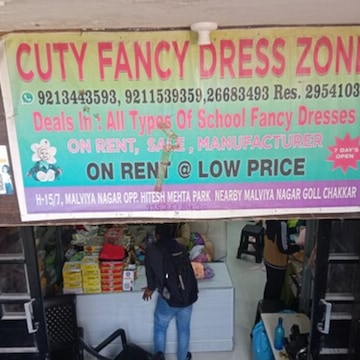 CUTY FANCY DRESS ZONE
9213443593, 9211539359,26683493 Res. 2954103
Deals In : All Types Of School Fancy Dresses
ON RENT, SALE, MANUFACTURER
7 DAY'S OPEN
ON RENT @ LOW PRICE
H-15/7, MALVIYA NAGAR OPP. HITESH MEHTA PARK NEARBY MALVIYA NAGAR GOLL CHAKKAR